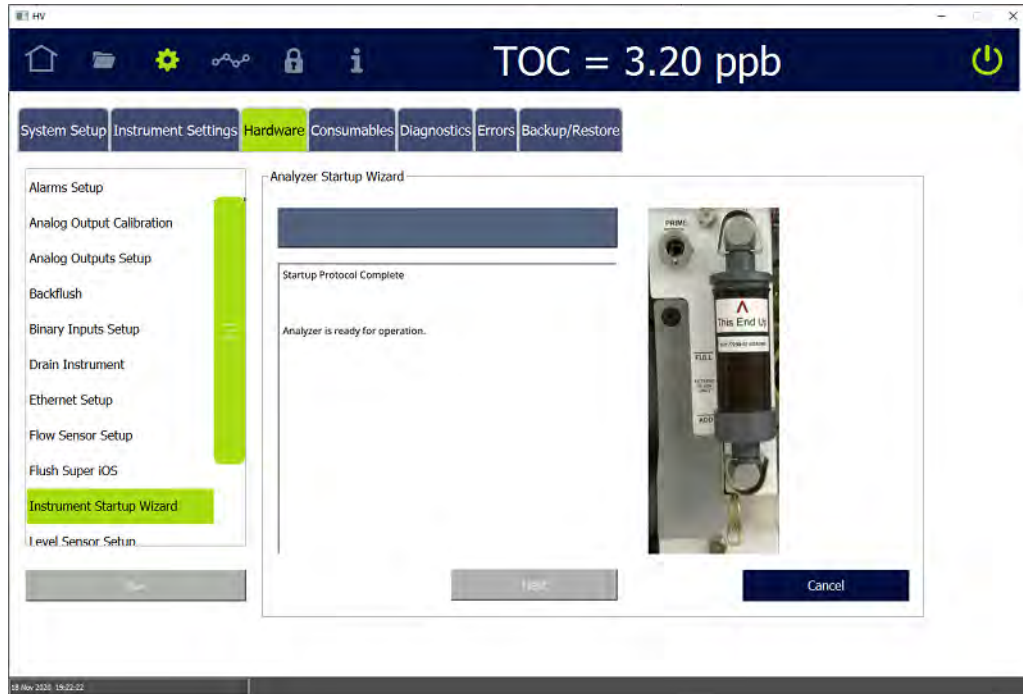 HV
TOC = 3.20 ppb
System Setup Instrument Settings Hardware Consumables Diagnostics Errors Backup/Restore
Alarms Setup
Analog Output Calibration
Analog Outputs Setup
Backflush
Binary Inputs Setup
Drain Instrument
Ethernet Setup
Flow Sensor Setup
Flush Super iOS
Instrument Startup Wizard
Level Sensor Setup
Analyzer Startup Wizard
Startup Protocol Complete
Analyzer is ready for operation.
PRIME
This End Up
FULL
ADD
Next
Cancel
18 Nov 2020 19:22:22